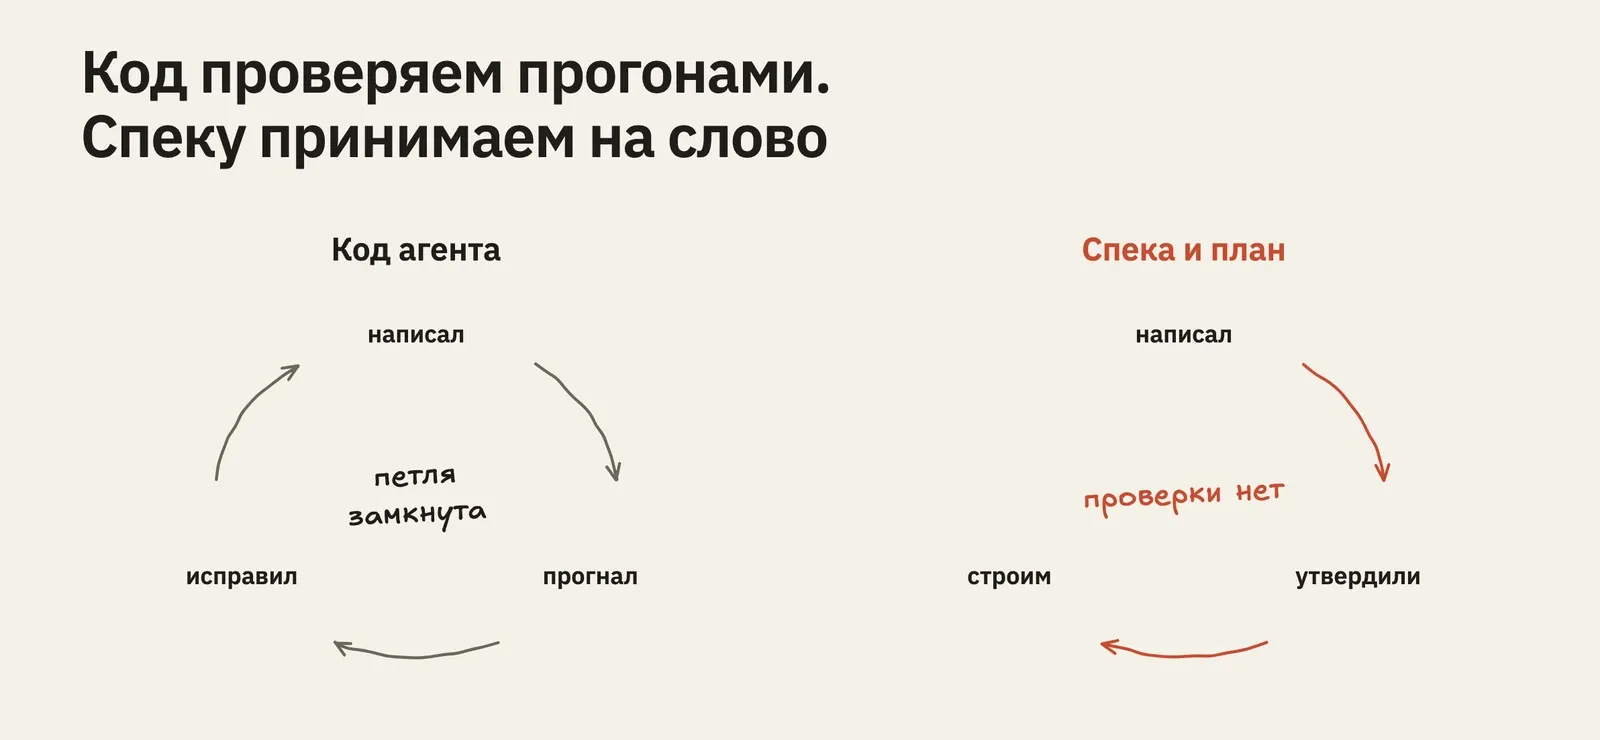 Код проверяем прогонами.
Спеку принимаем на слово
Код агента
написал
петля
замкнута
исправил
прогнал
Спека и план
написал
проверки нет
строим
утвердили